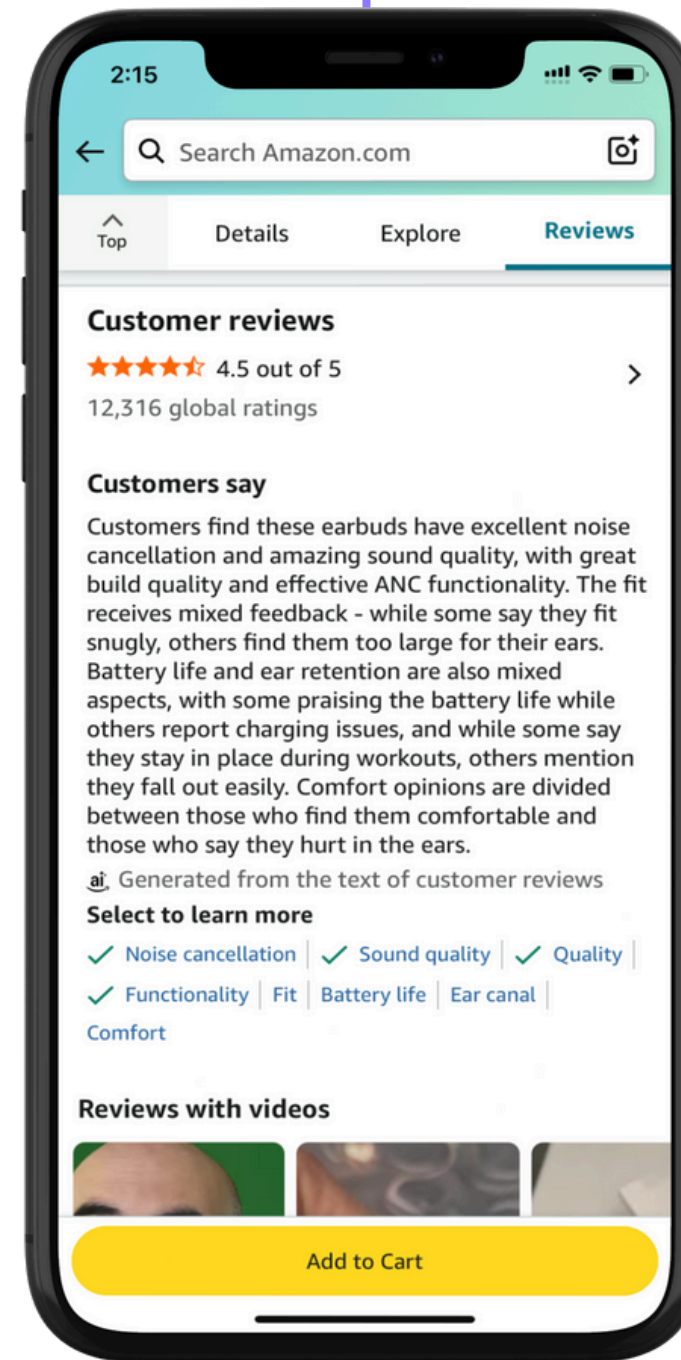 2:15
Search Amazon.com
Top Details Explore Reviews
Customer reviews
4.5 out of 5
12,316 global ratings
Customers say
Customers find these earbuds have excellent noise
cancellation and amazing sound quality, with great
build quality and effective ANC functionality. The fit
receives mixed feedback - while some say they fit
snugly, others find them too large for their ears.
Battery life and ear retention are also mixed
aspects, with some praising the battery life while
others report charging issues, and while some say
they stay in place during workouts, others mention
they fall out easily. Comfort opinions are divided
between those who find them comfortable and
those who say they hurt in the ears.
ai Generated from the text of customer reviews
Select to learn more
Noise cancellation | Sound quality | Quality |
Functionality | Fit | Battery life | Ear canal |
Comfort
Reviews with videos
Add to Cart